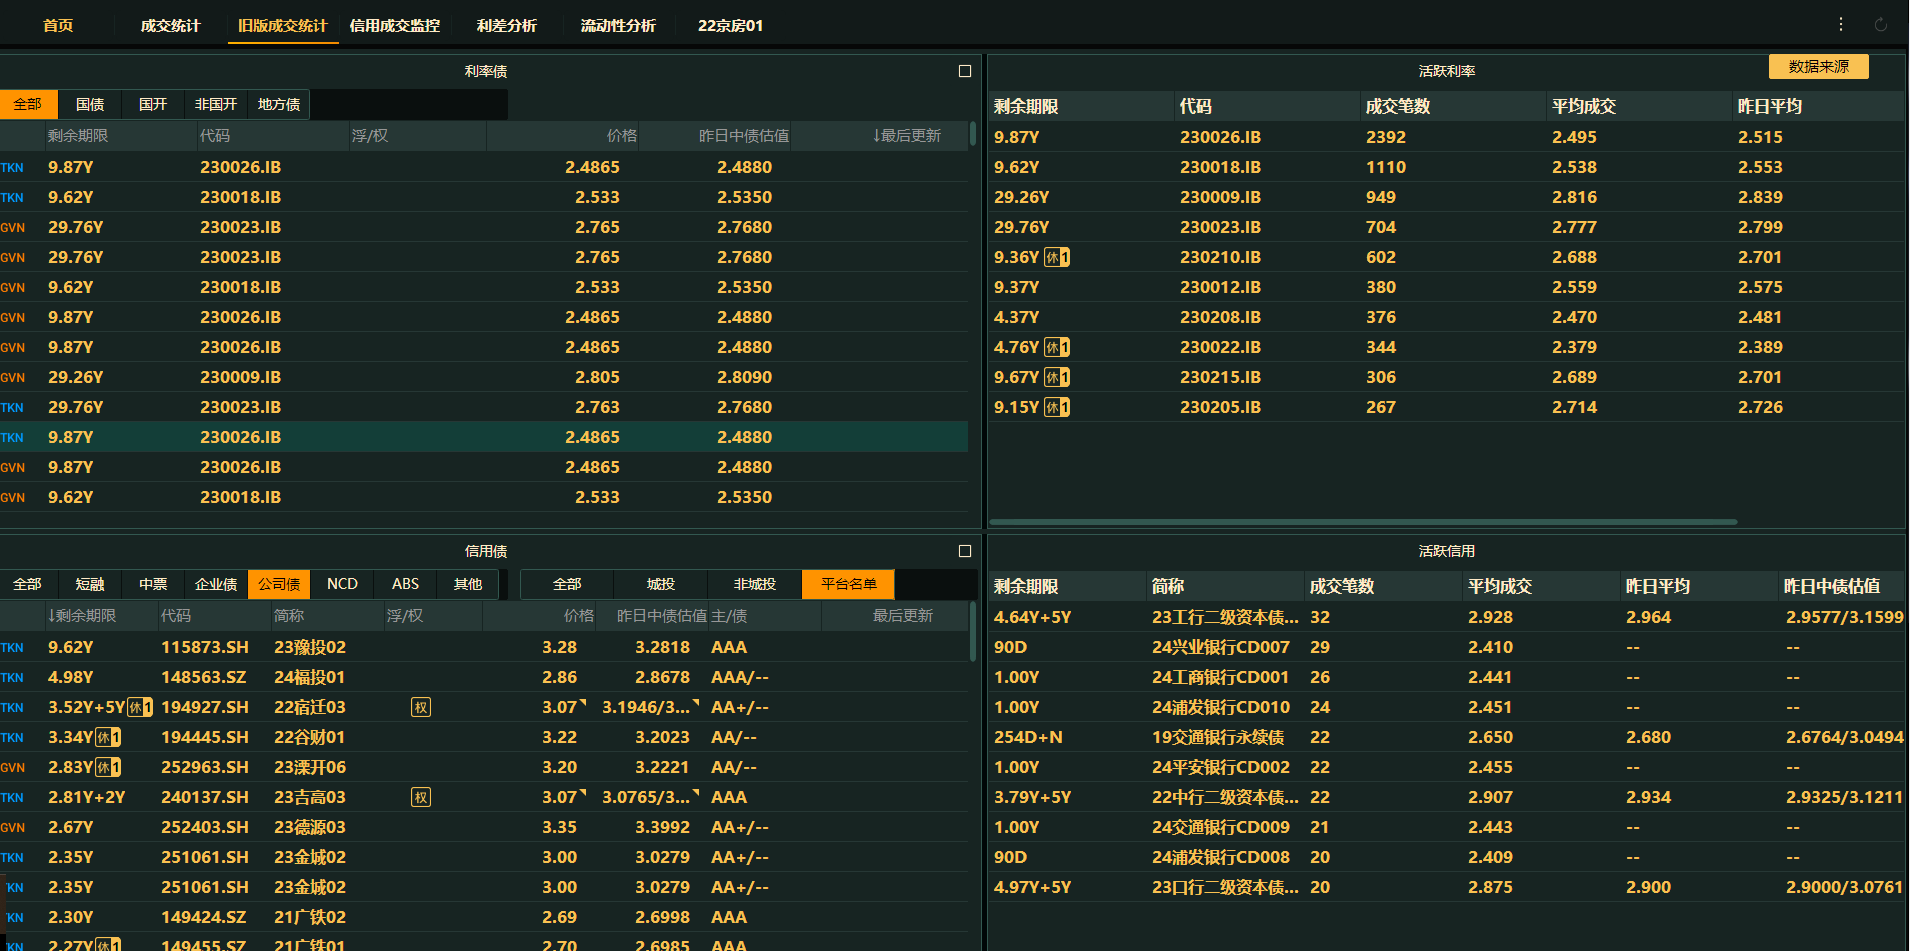 首页 成交统计 旧版成交统计 信用成交监控 利差分析 流动性分析 22京房01
利率债
全部 国债 国开 非国开 地方债
剩余期限 代码 浮/权 价格 昨日中债估值 ↓最后更新
TKN 9.87Y 230026.IB 2.4865 2.4880
TKN 9.62Y 230018.IB 2.533 2.5350
GVN 29.76Y 230023.IB 2.765 2.7680
GVN 29.76Y 230023.IB 2.765 2.7680
GVN 9.62Y 230018.IB 2.533 2.5350
GVN 9.87Y 230026.IB 2.4865 2.4880
GVN 9.87Y 230026.IB 2.4865 2.4880
GVN 29.26Y 230009.IB 2.805 2.8090
TKN 29.76Y 230023.IB 2.763 2.7680
TKN 9.87Y 230026.IB 2.4865 2.4880
GVN 9.87Y 230026.IB 2.4865 2.4880
GVN 9.62Y 230018.IB 2.533 2.5350
活跃利率 数据来源
剩余期限 代码 成交笔数 平均成交 昨日平均
9.87Y 230026.IB 2392 2.495 2.515
9.62Y 230018.IB 1110 2.538 2.553
29.26Y 230009.IB 949 2.816 2.839
29.76Y 230023.IB 704 2.777 2.799
9.36Y 休1 230210.IB 602 2.688 2.701
9.37Y 230012.IB 380 2.559 2.575
4.37Y 230208.IB 376 2.470 2.481
4.76Y 休1 230022.IB 344 2.379 2.389
9.67Y 休1 230215.IB 306 2.689 2.701
9.15Y 休1 230205.IB 267 2.714 2.726
信用债
全部 短融 中票 企业债 公司债 NCD ABS 其他 全部 城投 非城投 平台名单
↓剩余期限 代码 简称 浮/权 价格 昨日中债估值 主/债 最后更新
TKN 9.62Y 115873.SH 23豫投02 3.28 3.2818 AAA
TKN 4.98Y 148563.SZ 24福投01 2.86 2.8678 AAA/--
TKN 3.52Y+5Y 休1 194927.SH 22宿迁03 权 3.07 3.1946/3... AA+/--
TKN 3.34Y 休1 194445.SH 22谷财01 3.22 3.2023 AA/--
GVN 2.83Y 休1 252963.SH 23滦开06 3.20 3.2221 AA/--
TKN 2.81Y+2Y 240137.SH 23吉高03 权 3.07 3.0765/3... AAA
GVN 2.67Y 252403.SH 23德源03 3.35 3.3992 AA+/--
TKN 2.35Y 251061.SH 23金城02 3.00 3.0279 AA+/--
TKN 2.35Y 251061.SH 23金城02 3.00 3.0279 AA+/--
TKN 2.30Y 149424.SZ 21广铁02 2.69 2.6998 AAA
TKN 2.27Y 休1 149455.SZ 21广铁01 2.70 2.6985 AAA
活跃信用
剩余期限 简称 成交笔数 平均成交 昨日平均 昨日中债估值
4.64Y+5Y 23工行二级资本债... 32 2.928 2.964 2.9577/3.1599
90D 24兴业银行CD007 29 2.410 -- --
1.00Y 24工商银行CD001 26 2.441 -- --
1.00Y 24浦发银行CD010 24 2.451 -- --
254D+N 19交通银行永续债 22 2.650 2.680 2.6764/3.0494
1.00Y 24平安银行CD002 22 2.455 -- --
3.79Y+5Y 22中行二级资本债... 22 2.907 2.934 2.9325/3.1211
1.00Y 24交通银行CD009 21 2.443 -- --
90D 24浦发银行CD008 20 2.409 -- --
4.97Y+5Y 23口行二级资本债... 20 2.875 2.900 2.9000/3.0761